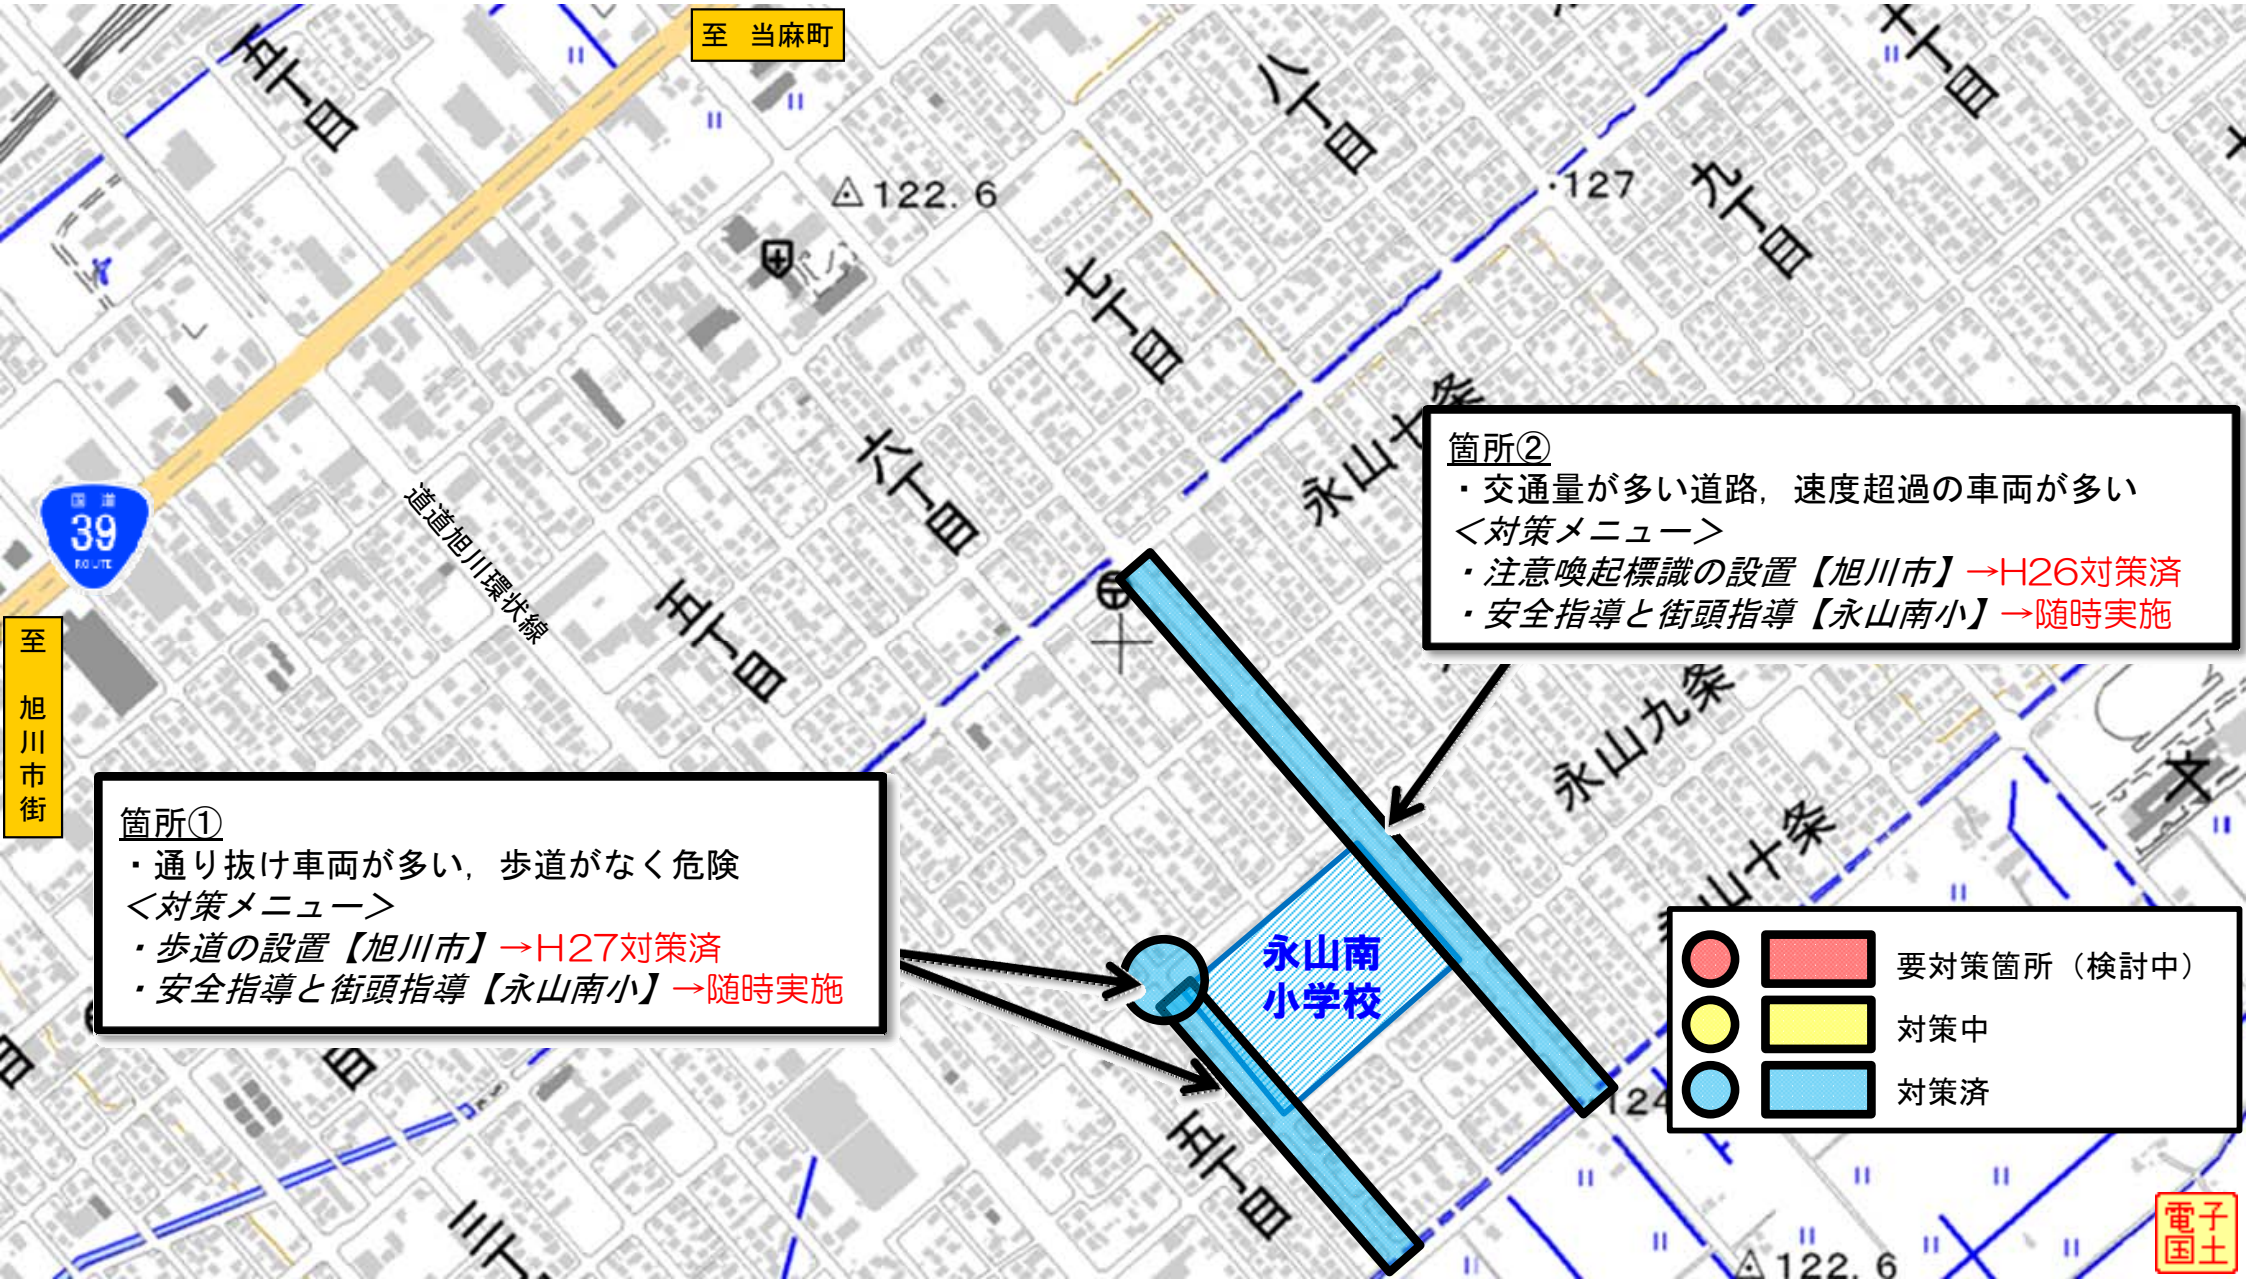 至 当麻町
五丁目
八丁目
十一丁目
122.6
・127
九丁目
七丁目
国道
39
ROUTE
道道旭川環状線
六丁目
永山十条
箇所②
・交通量が多い道路，速度超過の車両が多い
＜対策メニュー＞
・注意喚起標識の設置【旭川市】→H26対策済
・安全指導と街頭指導【永山南小】→随時実施
五丁目
至 旭川市街
永山九条
箇所①
・通り抜け車両が多い，歩道がなく危険
＜対策メニュー＞
・歩道の設置【旭川市】→H27対策済
・安全指導と街頭指導【永山南小】→随時実施
永山南
小学校
山十条
要対策箇所（検討中）
対策中
対策済
124
目
目
五丁目
三丁
122.6
電子
国土